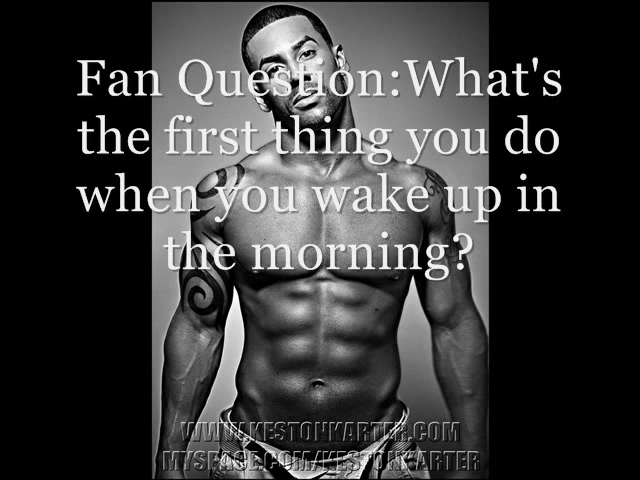 Fan Question:What's
the first thing you do
when you wake up in
the morning?
WWW.KESTONKARTER.COM
MYSPACE.COM/KESTONKARTER